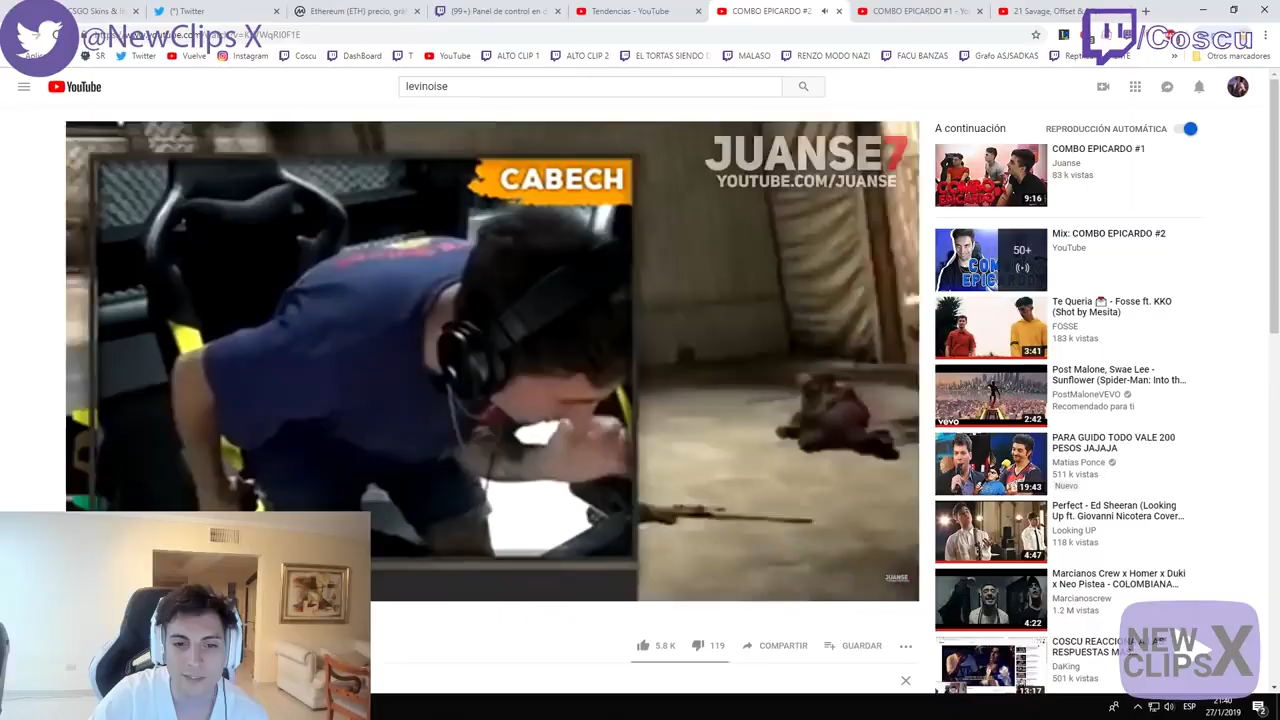 CSGO Skins &
(*) Twitter
Ethereum (ETH) precio, grá
(99+) Panel de control en d
Tendencias - YouTube
COMBO EPICARDO #2
COMBO EPICARDO #1 - You
21 Savage, Offset & M
@NewClips X
/Coscu
SR
Twitter
Vuelve
Instagram
Coscu
DashBoard
T
ALTO CLIP 1
ALTO CLIP 2
EL TORTAS SIENDO D
MALASO
RENZO MODO NAZI
FACU BANZAS
Grafo AS/SADKAS
»
Otros marcadores
YouTube
levinoise
JUANSE7
YOUTUBE.COM/JUANSE
CABECH
JUANSE
A continuación
REPRODUCCIÓN AUTOMÁTICA
COMBO EPICARDO #1
Juanse
83 k vistas
9:16
Mix: COMBO EPICARDO #2
YouTube
50+
Te Queria 💌 - Fosse ft. KKO
(Shot by Mesita)
FOSSE
183 k vistas
3:41
Post Malone, Swae Lee -
Sunflower (Spider-Man: Into th...
PostMaloneVEVO
Recomendado para ti
vevo
2:42
PARA GUIDO TODO VALE 200
PESOS JAJAJA
Matias Ponce
511 k vistas
Nuevo
19:43
Perfect - Ed Sheeran (Looking
Up ft. Giovanni Nicotera Cover...
Looking UP
118 k vistas
4:47
Marcianos Crew x Homer x Duki
x Neo Pistea - COLOMBIANA...
Marcianoscrew
1.2 M vistas
4:22
COSCU REACCIONA
RESPUESTAS
DaKing
501 k vistas
13:17
5.8 K
119
COMPARTIR
GUARDAR
NEW
CLIPSX
ESP
21:40
27/1/2019